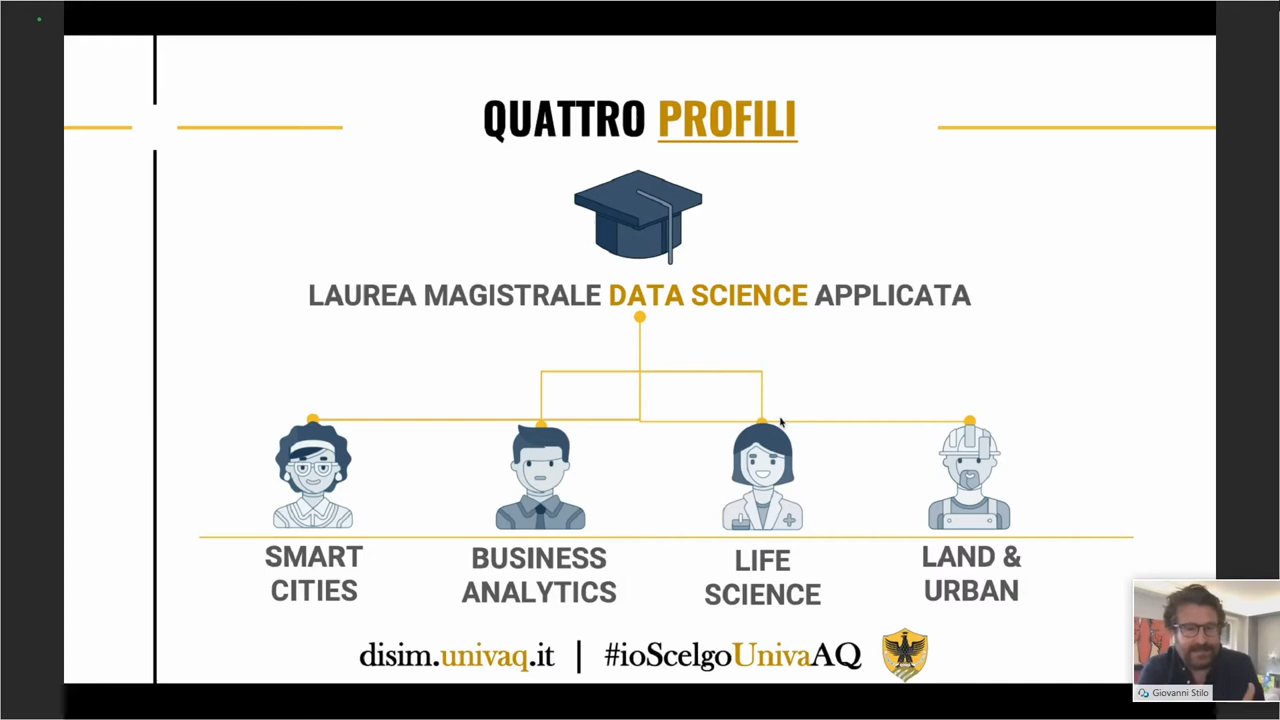 QUATTRO PROFILI
LAUREA MAGISTRALE DATA SCIENCE APPLICATA
SMART
CITIES
BUSINESS
ANALYTICS
LIFE
SCIENCE
LAND &
URBAN
disim.univaq.it | #ioScelgoUnivaAQ
Giovanni Stilo